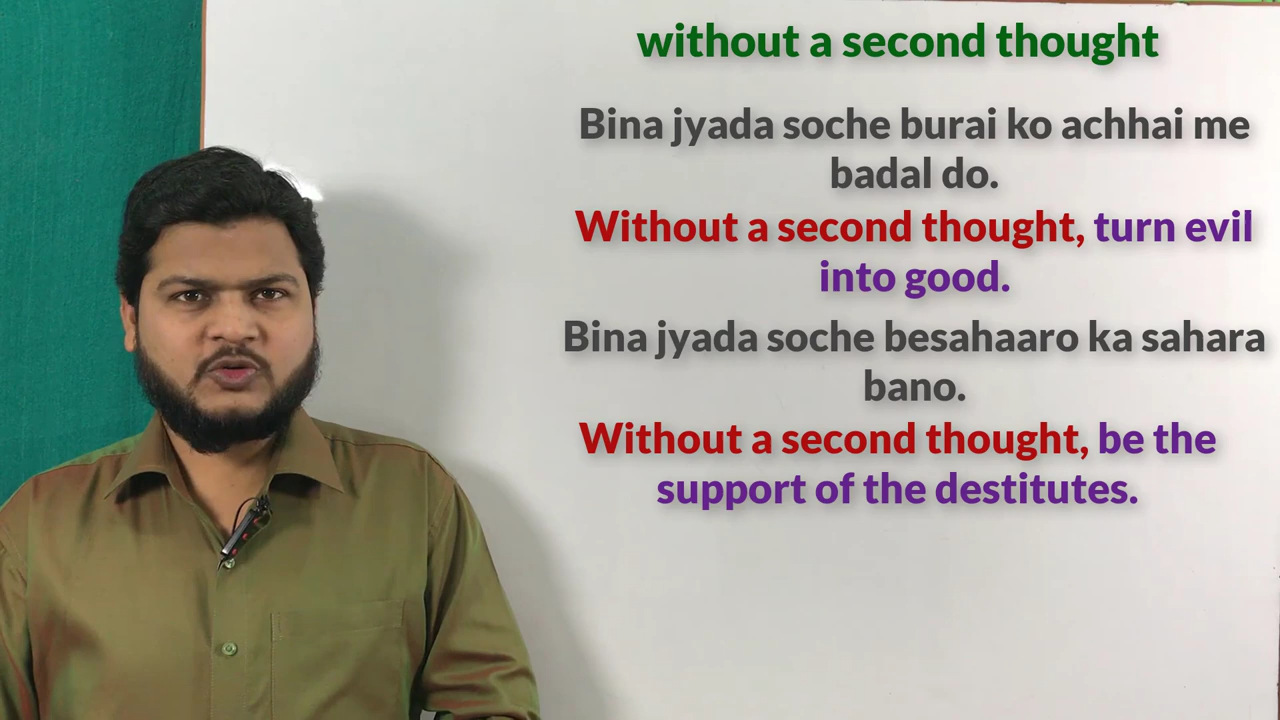 without a second thought
Bina jyada soche burai ko achhai me
badal do.
Without a second thought, turn evil
into good.
Bina jyada soche besahaaro ka sahara
bano.
Without a second thought, be the
support of the destitutes.